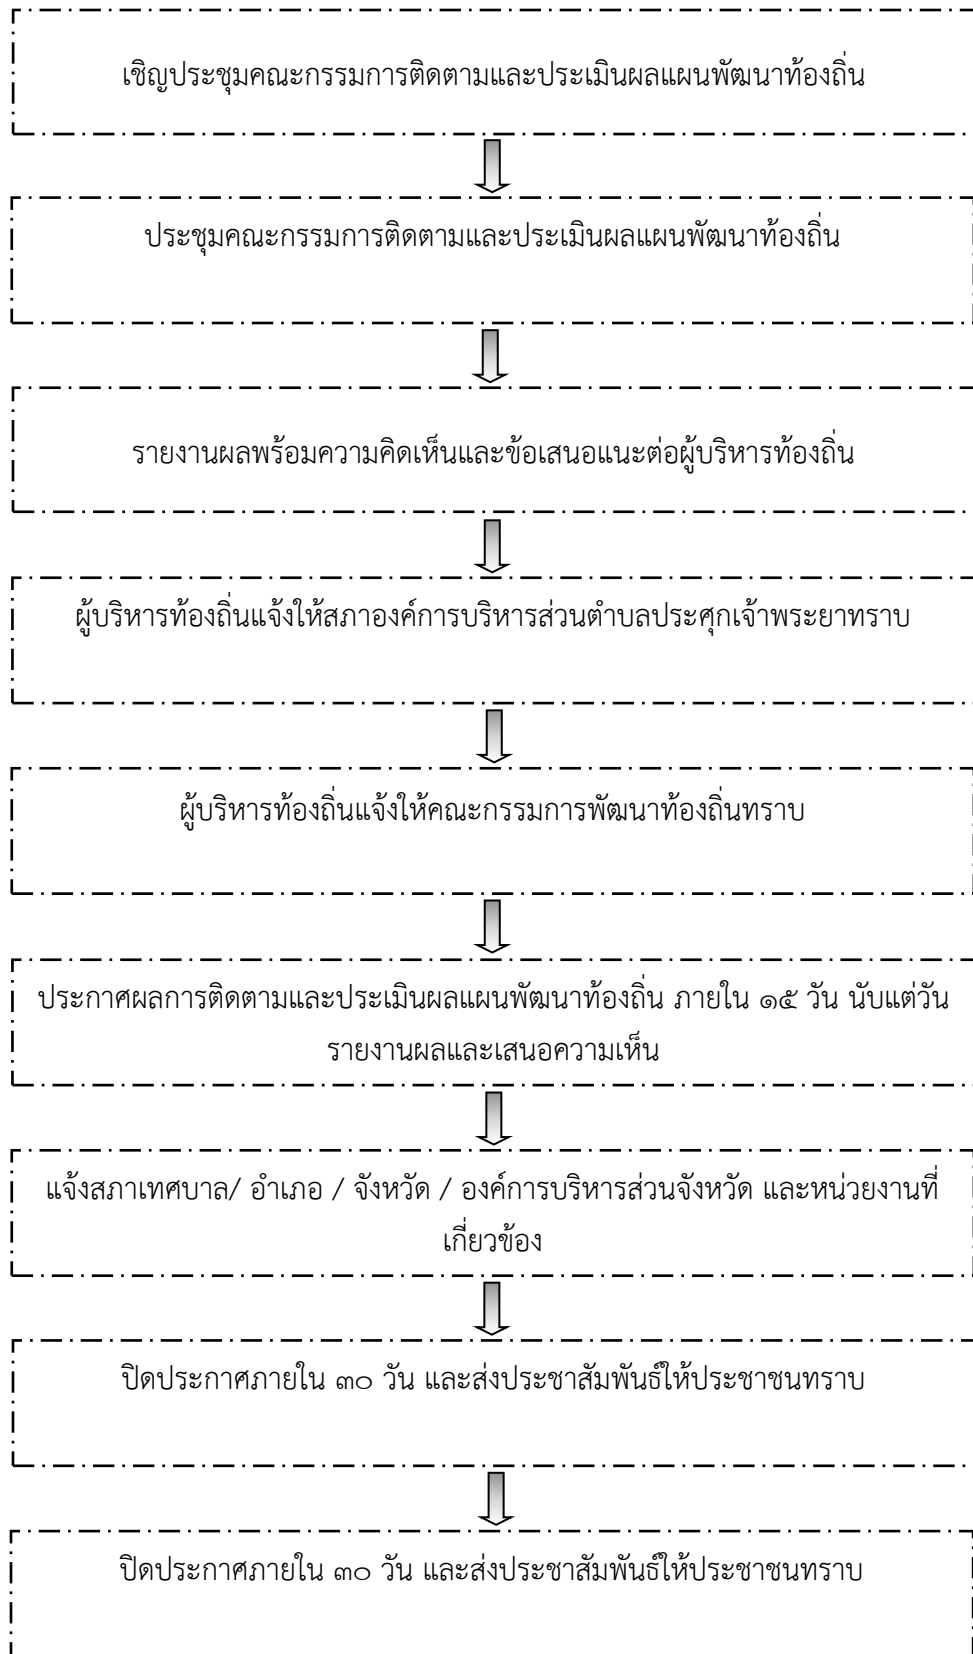 เชิญประชุมคณะกรรมการติดตามและประเมินผลแผนพัฒนาท้องถิ่น
ประชุมคณะกรรมการติดตามและประเมินผลแผนพัฒนาท้องถิ่น
รายงานผลพร้อมความคิดเห็นและข้อเสนอแนะต่อผู้บริหารท้องถิ่น
ผู้บริหารท้องถิ่นแจ้งให้สภาองค์การบริหารส่วนตำบลประศุกเจ้าพระยาทราบ
ผู้บริหารท้องถิ่นแจ้งให้คณะกรรมการพัฒนาท้องถิ่นทราบ
ประกาศผลการติดตามและประเมินผลแผนพัฒนาท้องถิ่น ภายใน ๑๕ วัน นับแต่วัน
รายงานผลและเสนอความเห็น
แจ้งสภาเทศบาล/ อำเภอ / จังหวัด / องค์การบริหารส่วนจังหวัด และหน่วยงานที่
เกี่ยวข้อง
ปิดประกาศภายใน ๓๐ วัน และส่งประชาสัมพันธ์ให้ประชาชนทราบ
ปิดประกาศภายใน ๓๐ วัน และส่งประชาสัมพันธ์ให้ประชาชนทราบ